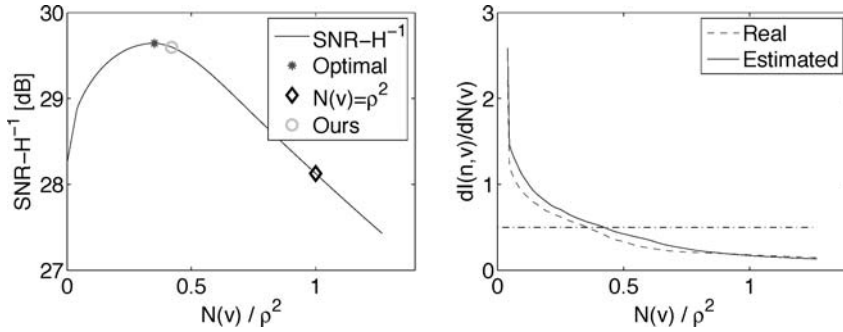 30
29
28
27
SNR−H⁻¹ [dB]
0
0.5
1
N(v) / ρ²
SNR−H⁻¹
Optimal
N(v)=ρ²
Ours
3
2
1
0
dI(n,v)/dN(v)
0
0.5
1
N(v) / ρ²
Real
Estimated